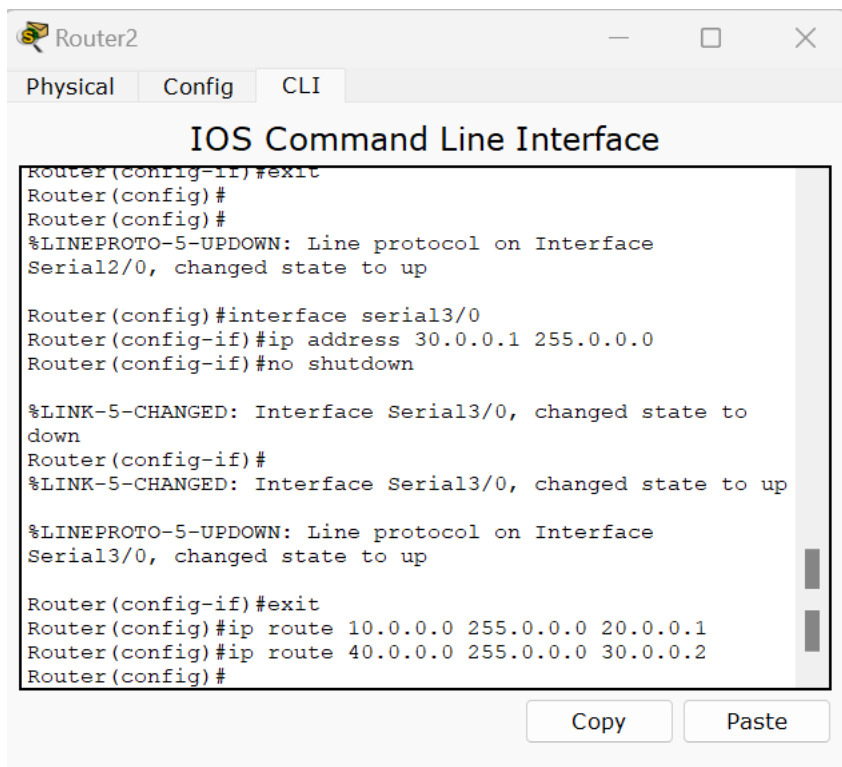 Router2
Physical Config CLI
IOS Command Line Interface
Router(config-if)#exit
Router(config)#
Router(config)#
%LINEPROTO-5-UPDOWN: Line protocol on Interface
Serial2/0, changed state to up
Router(config)#interface serial3/0
Router(config-if)#ip address 30.0.0.1 255.0.0.0
Router(config-if)#no shutdown
%LINK-5-CHANGED: Interface Serial3/0, changed state to
down
Router(config-if)#
%LINK-5-CHANGED: Interface Serial3/0, changed state to up
%LINEPROTO-5-UPDOWN: Line protocol on Interface
Serial3/0, changed state to up
Router(config-if)#exit
Router(config)#ip route 10.0.0.0 255.0.0.0 20.0.0.1
Router(config)#ip route 40.0.0.0 255.0.0.0 30.0.0.2
Router(config)#
Copy Paste